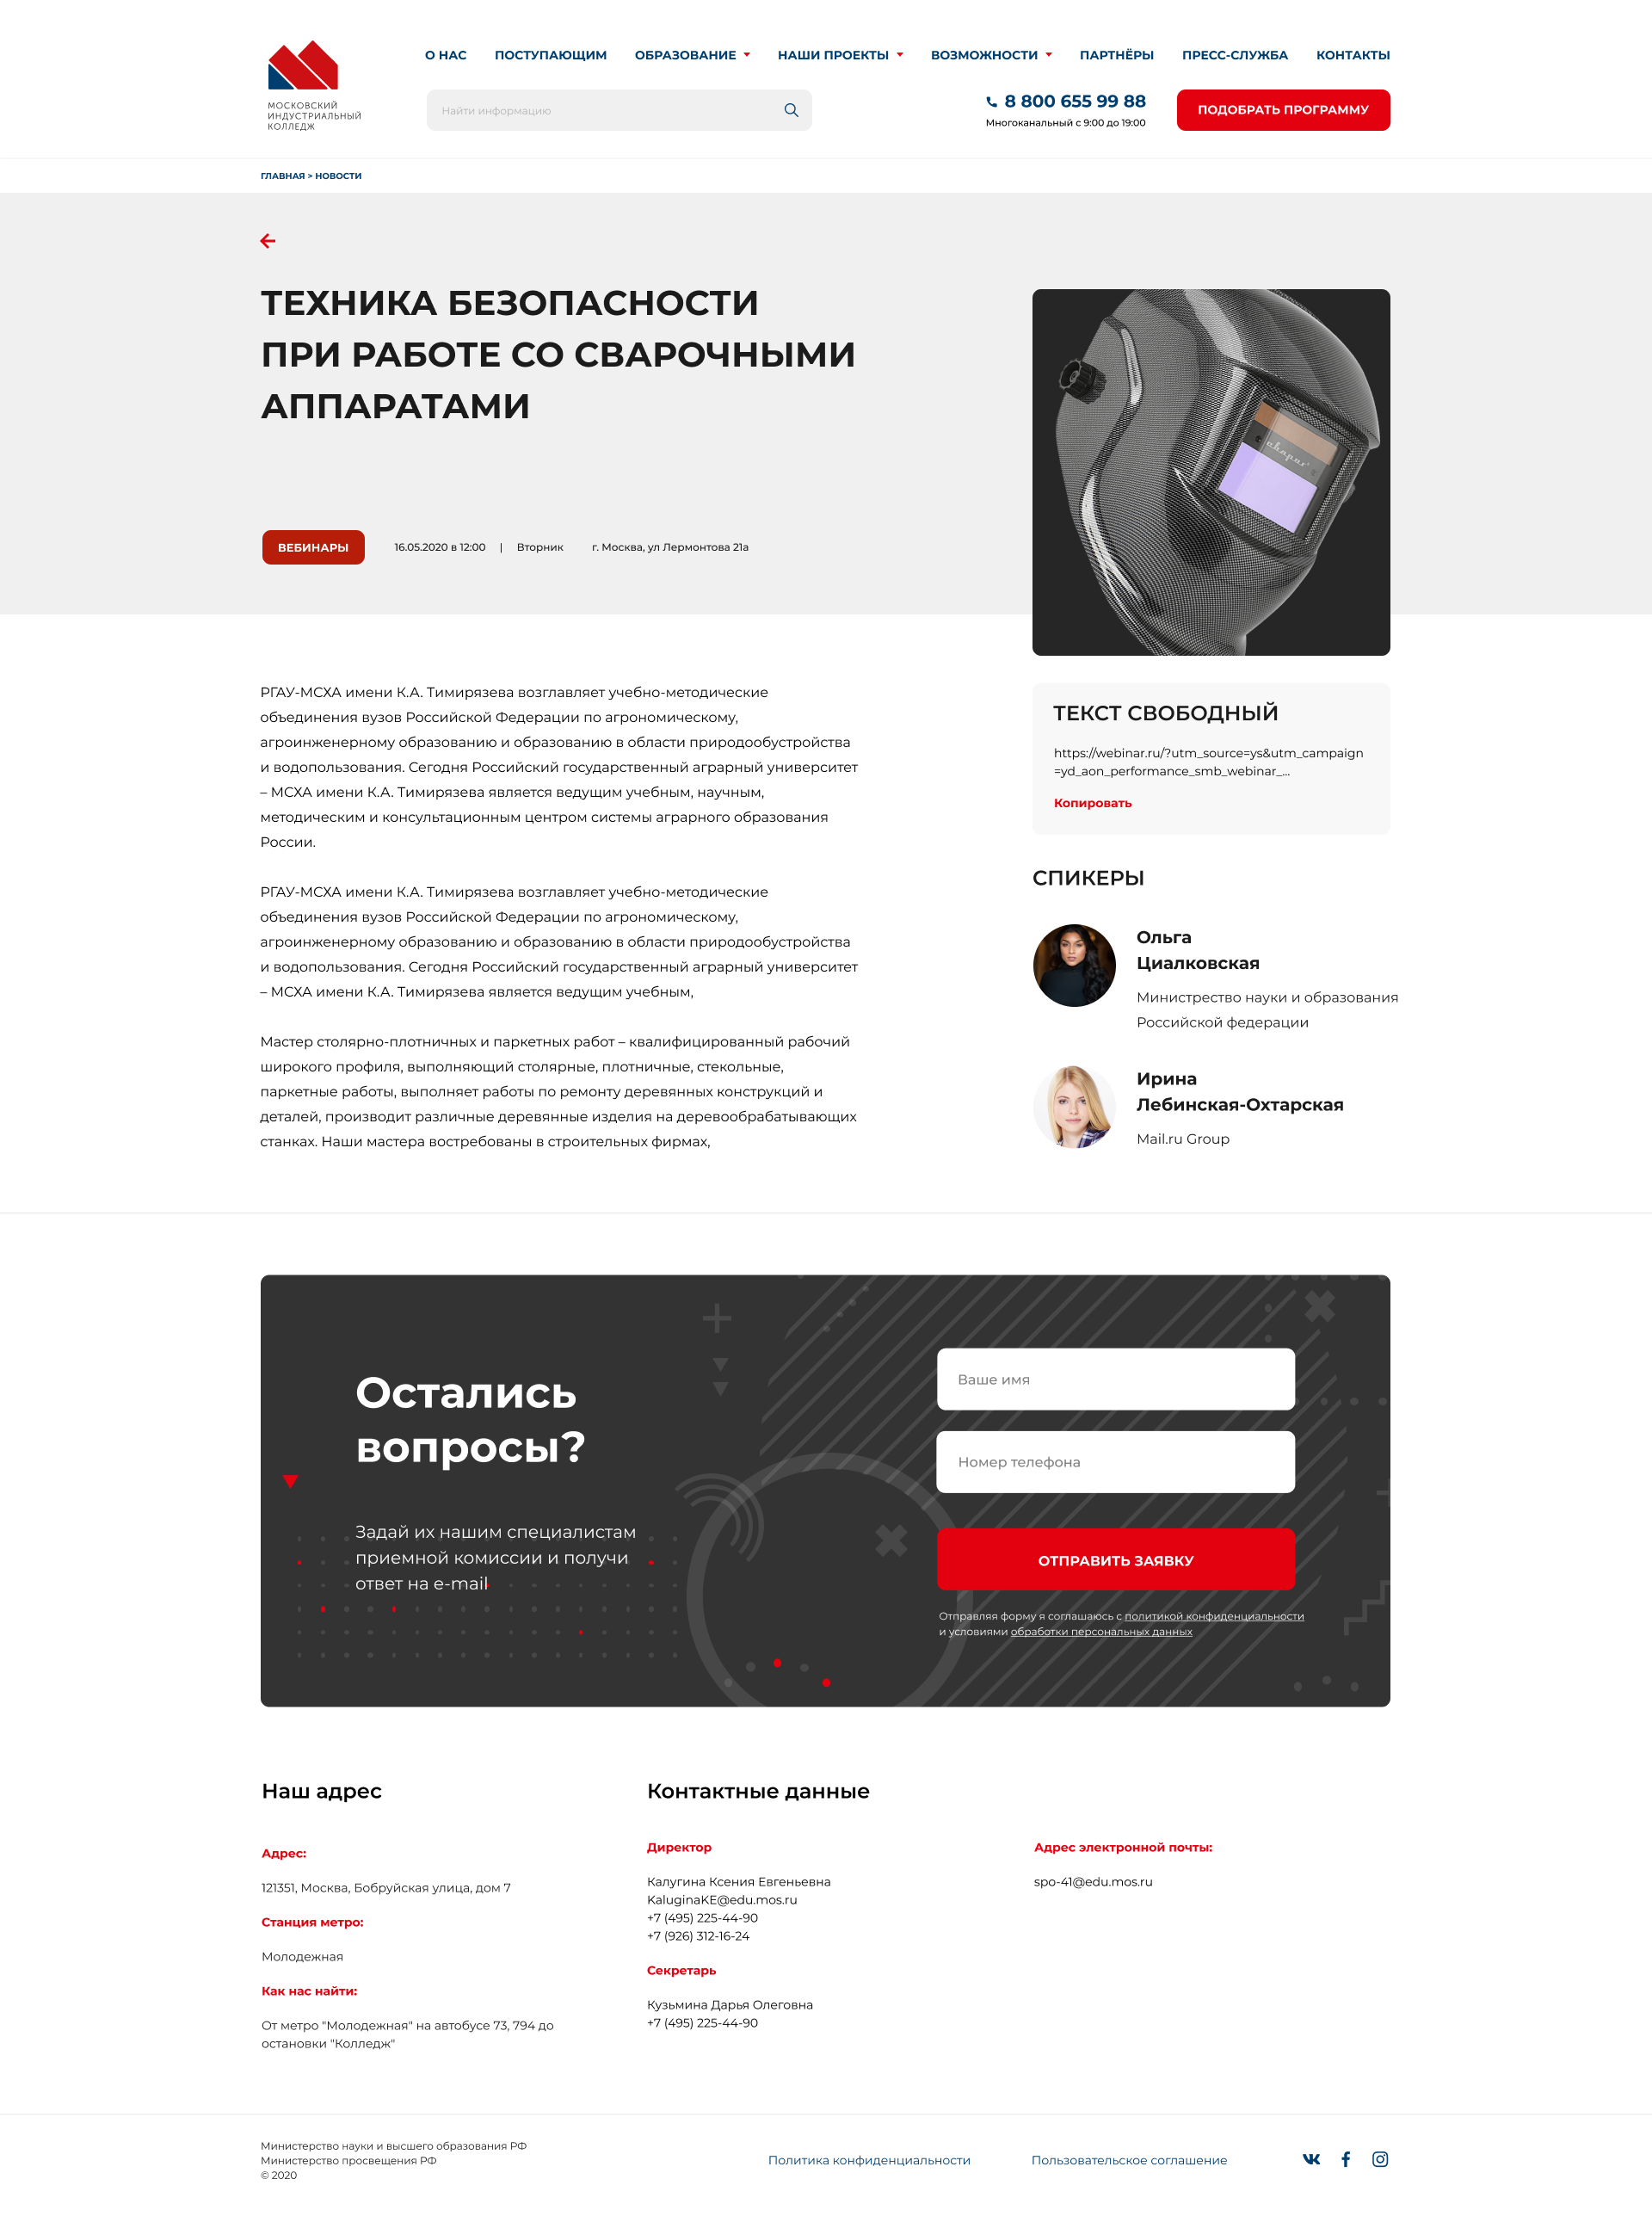 МОСКОВСКИЙ
ИНДУСТРИАЛЬНЫЙ
КОЛЛЕДЖ
О НАС ПОСТУПАЮЩИМ ОБРАЗОВАНИЕ НАШИ ПРОЕКТЫ ВОЗМОЖНОСТИ ПАРТНЁРЫ ПРЕСС-СЛУЖБА КОНТАКТЫ
Найти информацию
8 800 655 99 88
Многоканальный с 9:00 до 19:00
ПОДОБРАТЬ ПРОГРАММУ
ГЛАВНАЯ > НОВОСТИ
ТЕХНИКА БЕЗОПАСНОСТИ
ПРИ РАБОТЕ СО СВАРОЧНЫМИ
АППАРАТАМИ
ВЕБИНАРЫ 16.05.2020 в 12:00 | Вторник г. Москва, ул Лермонтова 21а
РГАУ-МСХА имени К.А. Тимирязева возглавляет учебно-методические
объединения вузов Российской Федерации по агрономическому,
агроинженерному образованию и образованию в области природообустройства
и водопользования. Сегодня Российский государственный аграрный университет
– МСХА имени К.А. Тимирязева является ведущим учебным, научным,
методическим и консультационным центром системы аграрного образования
России.
РГАУ-МСХА имени К.А. Тимирязева возглавляет учебно-методические
объединения вузов Российской Федерации по агрономическому,
агроинженерному образованию и образованию в области природообустройства
и водопользования. Сегодня Российский государственный аграрный университет
– МСХА имени К.А. Тимирязева является ведущим учебным,
Мастер столярно-плотничных и паркетных работ – квалифицированный рабочий
широкого профиля, выполняющий столярные, плотничные, стекольные,
паркетные работы, выполняет работы по ремонту деревянных конструкций и
деталей, производит различные деревянные изделия на деревообрабатывающих
станках. Наши мастера востребованы в строительных фирмах,
сварог
ТЕКСТ СВОБОДНЫЙ
https://webinar.ru/?utm_source=ys&utm_campaign
=yd_aon_performance_smb_webinar_...
Копировать
СПИКЕРЫ
Ольга
Циалковская
Министрество науки и образования
Российской федерации
Ирина
Лебинская-Охтарская
Mail.ru Group
Остались
вопросы?
Задай их нашим специалистам
приемной комиссии и получи
ответ на e-mail
Ваше имя
Номер телефона
ОТПРАВИТЬ ЗАЯВКУ
Отправляя форму я соглашаюсь с политикой конфиденциальности
и условиями обработки персональных данных
Наш адрес
Адрес:
121351, Москва, Бобруйская улица, дом 7
Станция метро:
Молодежная
Как нас найти:
От метро "Молодежная" на автобусе 73, 794 до
остановки "Колледж"
Контактные данные
Директор
Калугина Ксения Евгеньевна
KaluginaKE@edu.mos.ru
+7 (495) 225-44-90
+7 (926) 312-16-24
Секретарь
Кузьмина Дарья Олеговна
+7 (495) 225-44-90
Адрес электронной почты:
spo-41@edu.mos.ru
Министерство науки и высшего образования РФ
Министерство просвещения РФ
© 2020
Политика конфиденциальности
Пользовательское соглашение